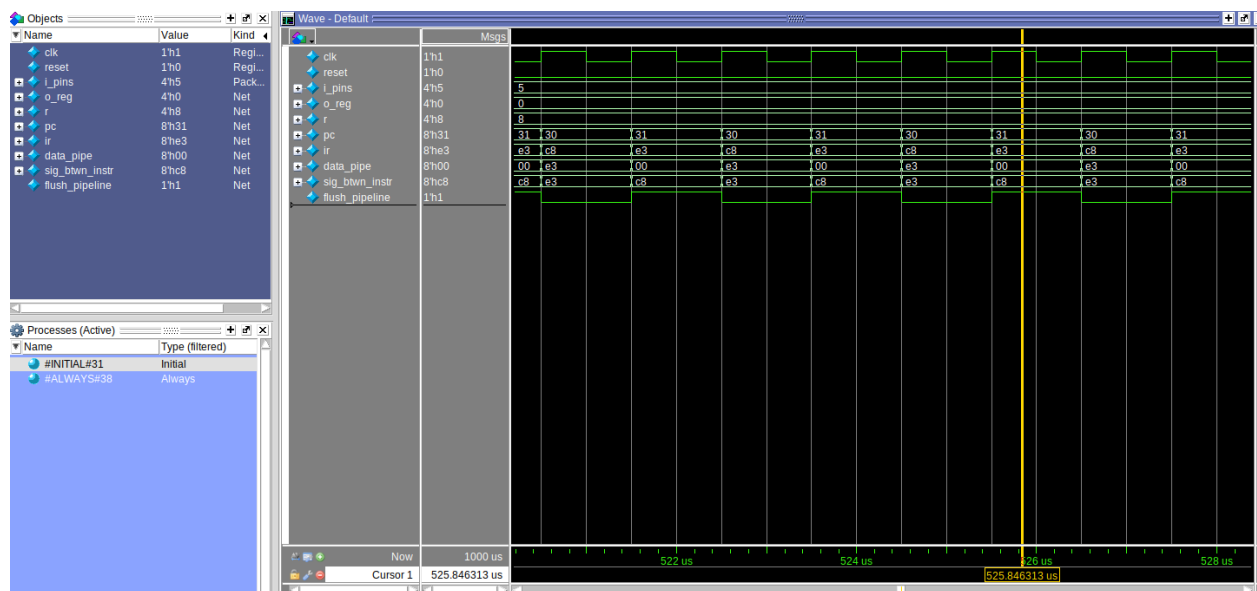 Objects
Name Value Kind
clk 1'h1 Regi...
reset 1'h0 Regi...
i_pins 4'h5 Pack...
o_reg 4'h0 Net
r 4'h8 Net
pc 8'h31 Net
ir 8'he3 Net
data_pipe 8'h00 Net
sig_btwn_instr 8'hc8 Net
flush_pipeline 1'h1 Net
Processes (Active)
Name Type (filtered)
#INITIAL#31 Initial
#ALWAYS#38 Always
Wave - Default
Msgs
clk 1'h1
reset 1'h0
i_pins 4'h5 5
o_reg 4'h0 0
r 4'h8 8
pc 8'h31 31 30 31 30 31 30 31 30 31
ir 8'he3 e3 c8 e3 c8 e3 c8 e3 c8 e3
data_pipe 8'h00 00 e3 00 e3 00 e3 00 e3 00
sig_btwn_instr 8'hc8 c8 e3 c8 e3 c8 e3 c8 e3 c8
flush_pipeline 1'h1
Now 1000 us 522 us 524 us 526 us 528 us
Cursor 1 525.846313 us 525.846313 us